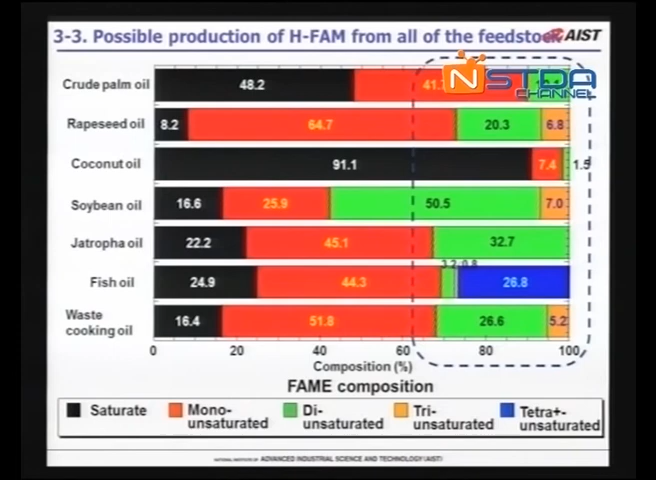 3-3. Possible production of H-FAM from all of the feedstock
AIST
NSTDA
CHANNEL
Crude palm oil 48.2
Rapeseed oil 8.2 64.7 20.3 6.8
Coconut oil 91.1 7.4 1.5
Soybean oil 16.6 25.9 50.5 7.0
Jatropha oil 22.2 45.1 32.7
Fish oil 24.9 44.3 3.2 0.8 26.8
Waste
cooking oil 16.4 51.8 26.6 5.2
0 20 40 60 80 100
Composition (%)
FAME composition
Saturate
Mono-
unsaturated
Di-
unsaturated
Tri-
unsaturated
Tetra+-
unsaturated
NATIONAL INSTITUTE OF ADVANCED INDUSTRIAL SCIENCE AND TECHNOLOGY (AIST)